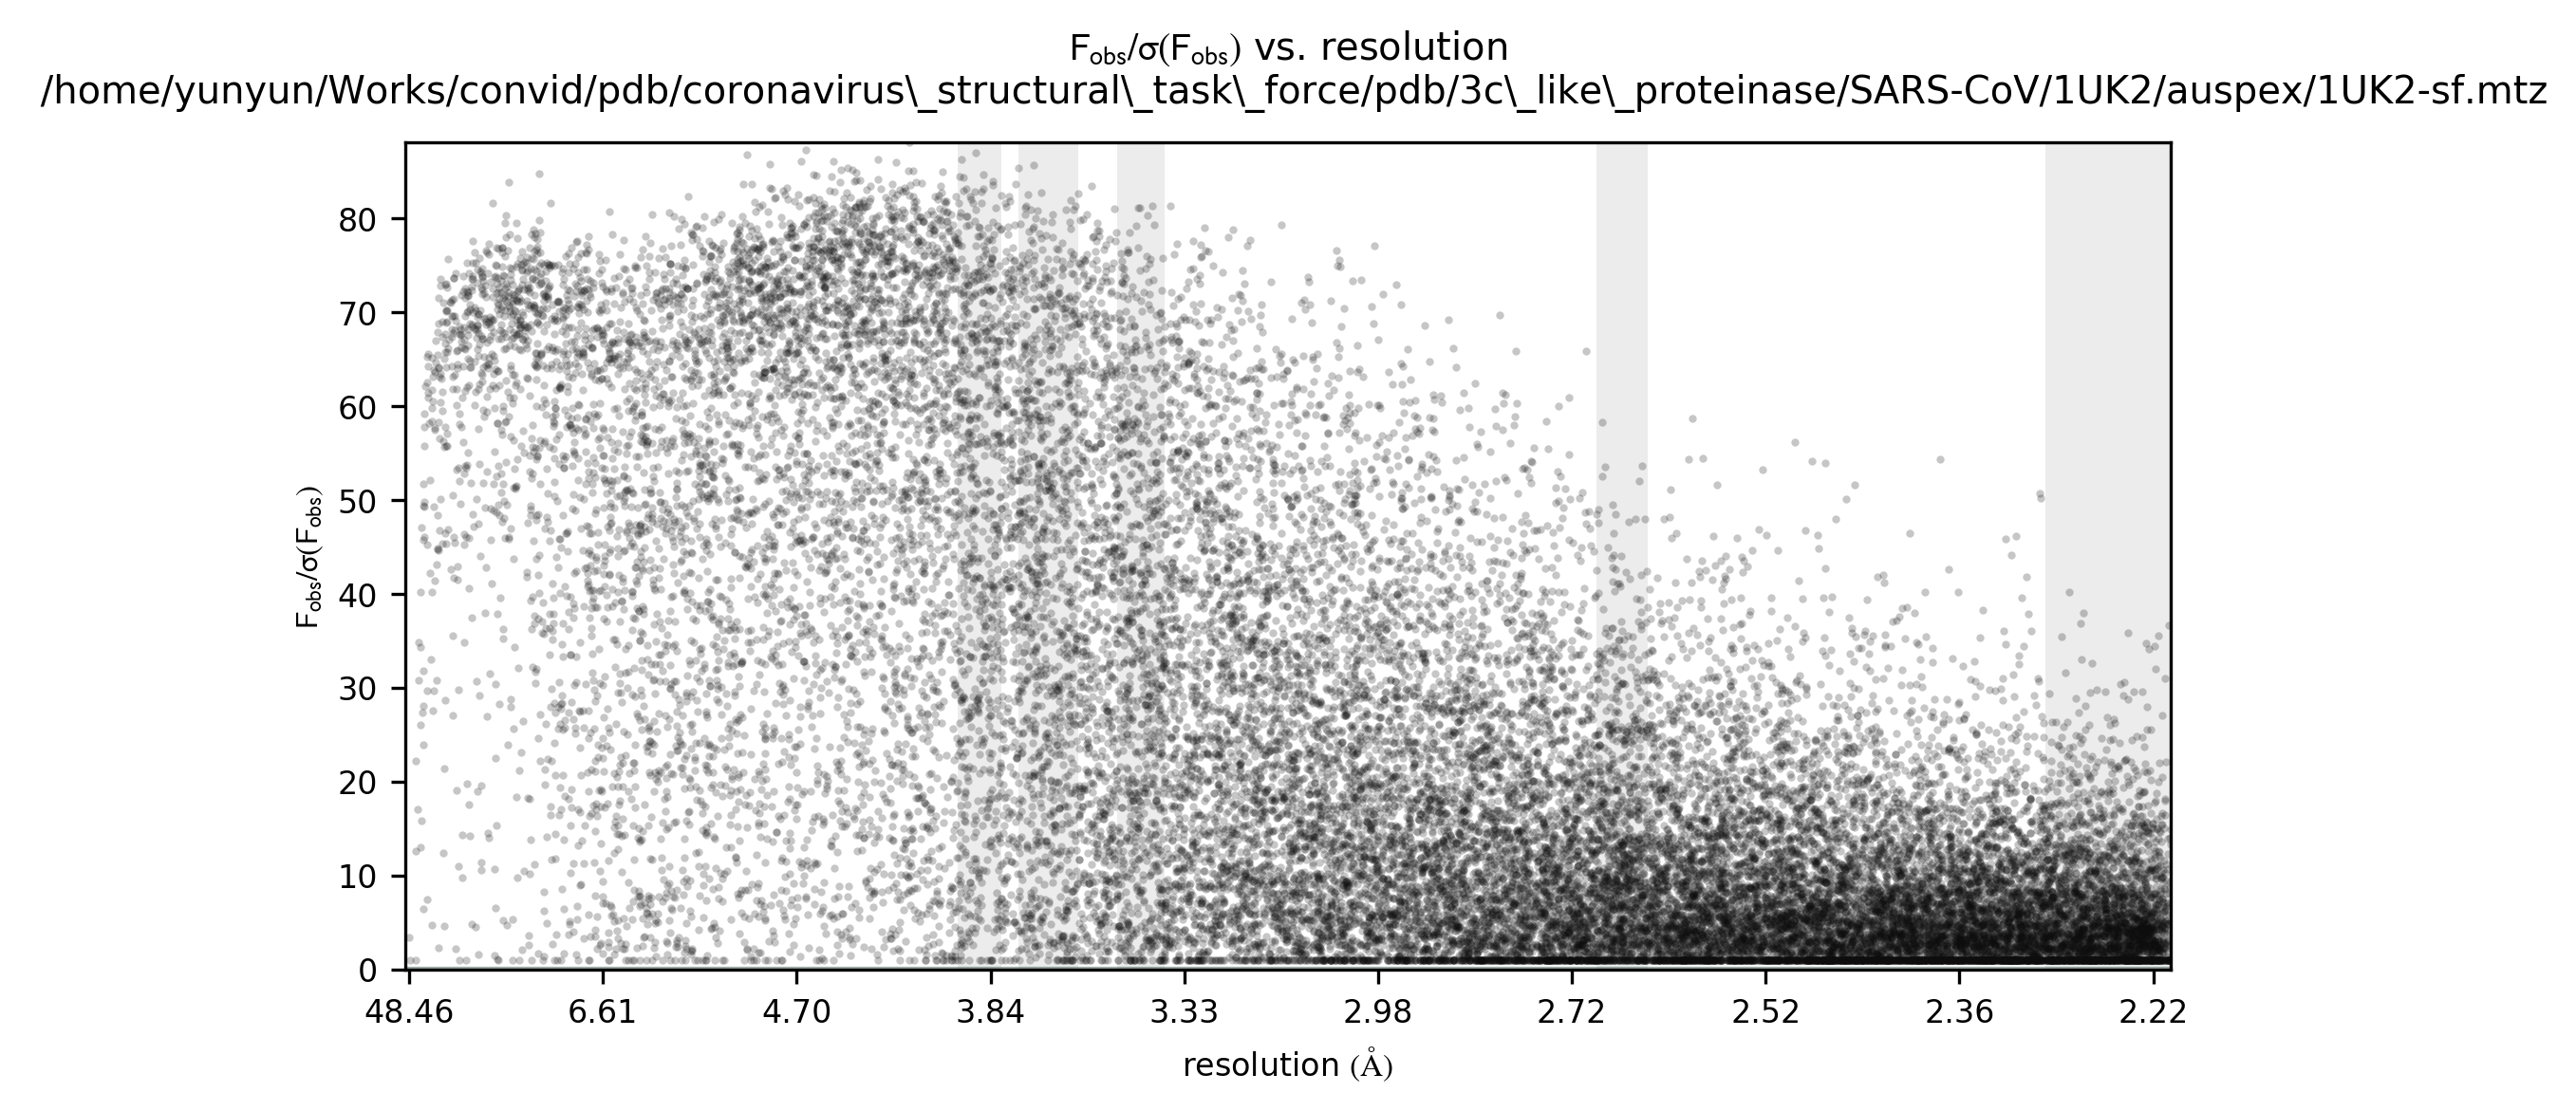 Fobs/σ(Fobs) vs. resolution
/home/yunyun/Works/convid/pdb/coronavirus\_structural\_task\_force/pdb/3c\_like\_proteinase/SARS-CoV/1UK2/auspex/1UK2-sf.mtz
Fobs/σ(Fobs)
80
70
60
50
40
30
20
10
0
48.46 6.61 4.70 3.84 3.33 2.98 2.72 2.52 2.36 2.22
resolution (Å)